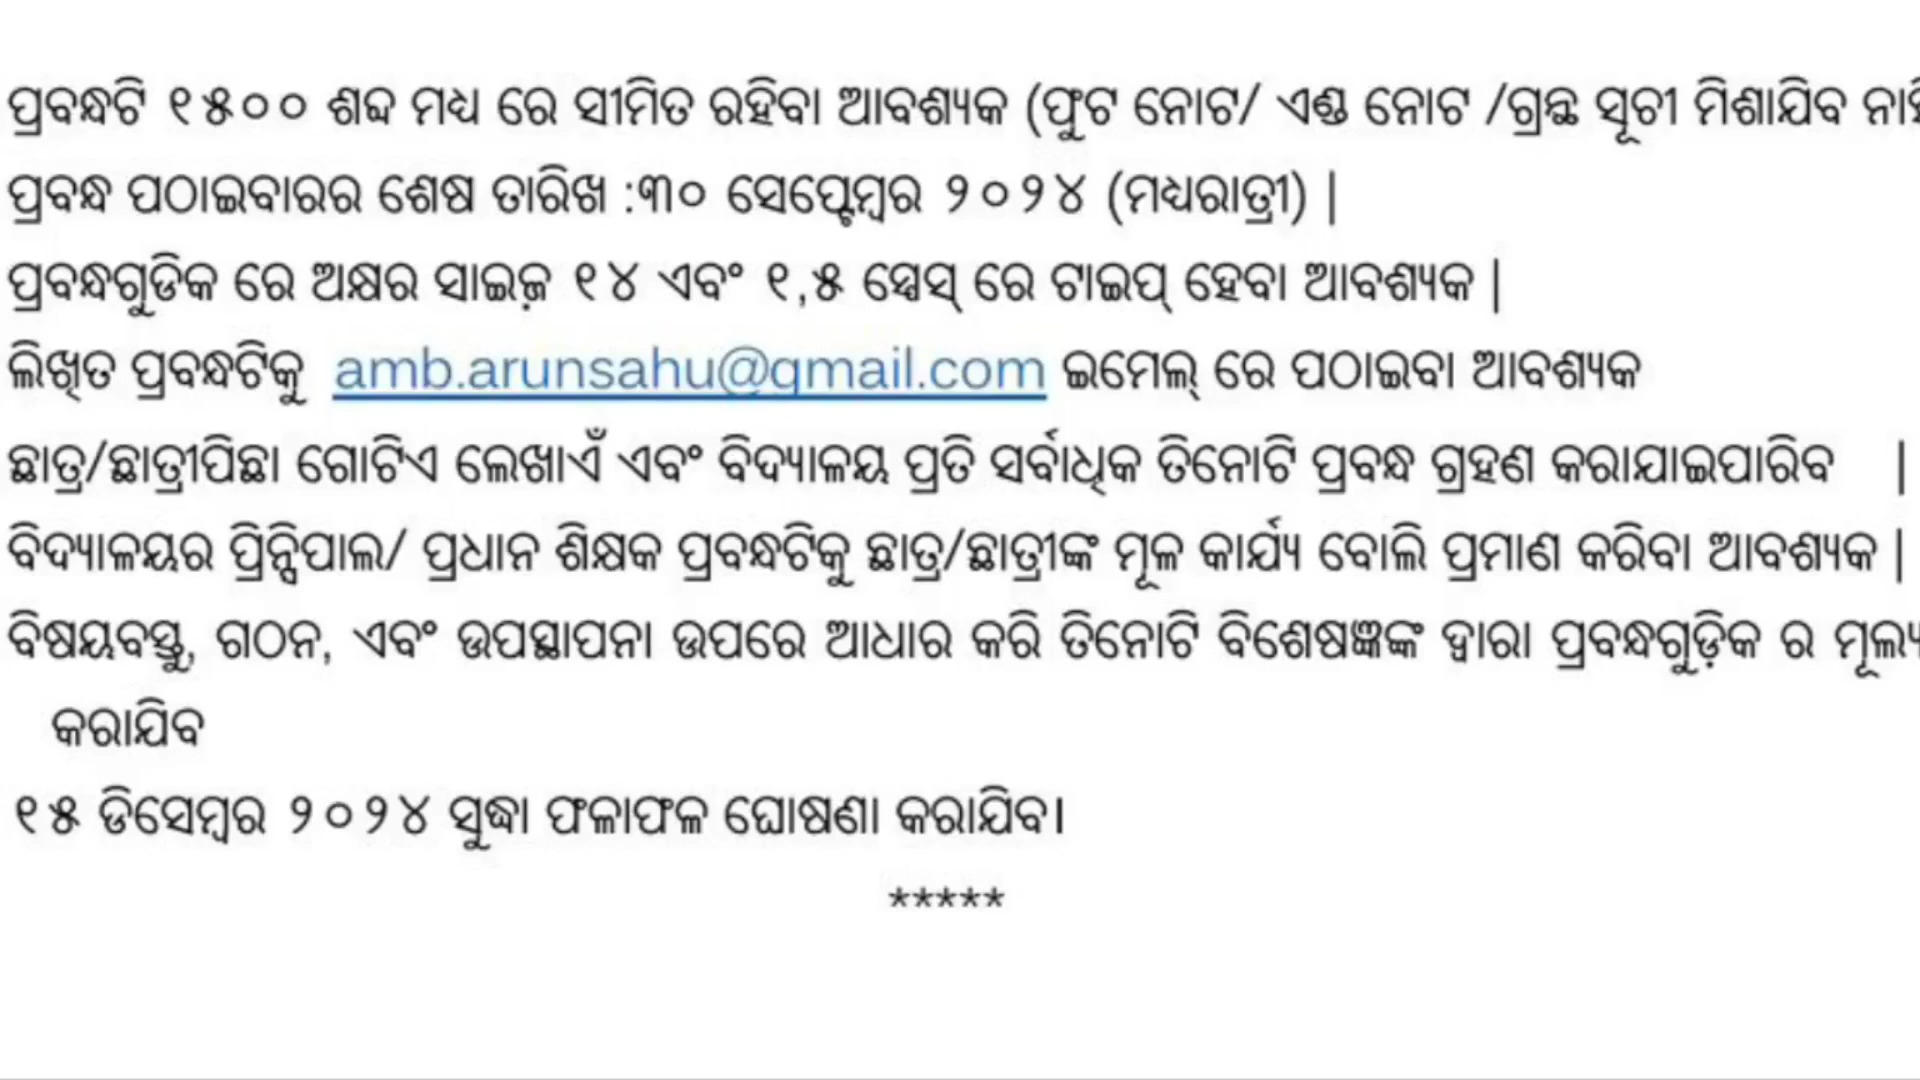 ପ୍ରବନ୍ଧଟି ୧୫୦୦ ଶବ୍ଦ ମଧ୍ୟ ରେ ସୀମିତ ରହିବା ଆବଶ୍ୟକ (ଫୁଟ ନୋଟ/ ଏଣ୍ଡ ନୋଟ /ଗ୍ରନ୍ଥ ସୂଚୀ ମିଶାଯିବ
ପ୍ରବନ୍ଧ ପଠାଇବାରର ଶେଷ ତାରିଖ :୩୦ ସେପ୍ଟେମ୍ବର ୨୦୨୪ (ମଧ୍ୟରାତ୍ରୀ) |
ପ୍ରବନ୍ଧଗୁଡିକ ରେ ଅକ୍ଷର ସାଇଜ଼ ୧୪ ଏବଂ ୧,୫ ସ୍ପେସ୍ ରେ ଟାଇପ୍ ହେବା ଆବଶ୍ୟକ |
ଲିଖିତ ପ୍ରବନ୍ଧଟିକୁ amb.arunsahu@gmail.com ଇମେଲ୍ ରେ ପଠାଇବା ଆବଶ୍ୟକ
ଛାତ୍ର/ଛାତ୍ରୀପିଛା ଗୋଟିଏ ଲେଖାଏଁ ଏବଂ ବିଦ୍ୟାଳୟ ପ୍ରତି ସର୍ବାଧିକ ତିନୋଟି ପ୍ରବନ୍ଧ ଗ୍ରହଣ କରାଯାଇପାରିବ |
ବିଦ୍ୟାଳୟର ପ୍ରିନ୍ସିପାଲ/ ପ୍ରଧାନ ଶିକ୍ଷକ ପ୍ରବନ୍ଧଟିକୁ ଛାତ୍ର/ଛାତ୍ରୀଙ୍କ ମୂଳ କାର୍ଯ୍ୟ ବୋଲି ପ୍ରମାଣ କରିବା ଆବଶ୍ୟକ |
ବିଷୟବସ୍ତୁ, ଗଠନ, ଏବଂ ଉପସ୍ଥାପନା ଉପରେ ଆଧାର କରି ତିନୋଟି ବିଶେଷଜ୍ଞଙ୍କ ଦ୍ୱାରା ପ୍ରବନ୍ଧଗୁଡ଼ିକ ର
କରାଯିବ
୧୫ ଡିସେମ୍ବର ୨୦୨୪ ସୁଦ୍ଧା ଫଳାଫଳ ଘୋଷଣା କରାଯିବ।
*****